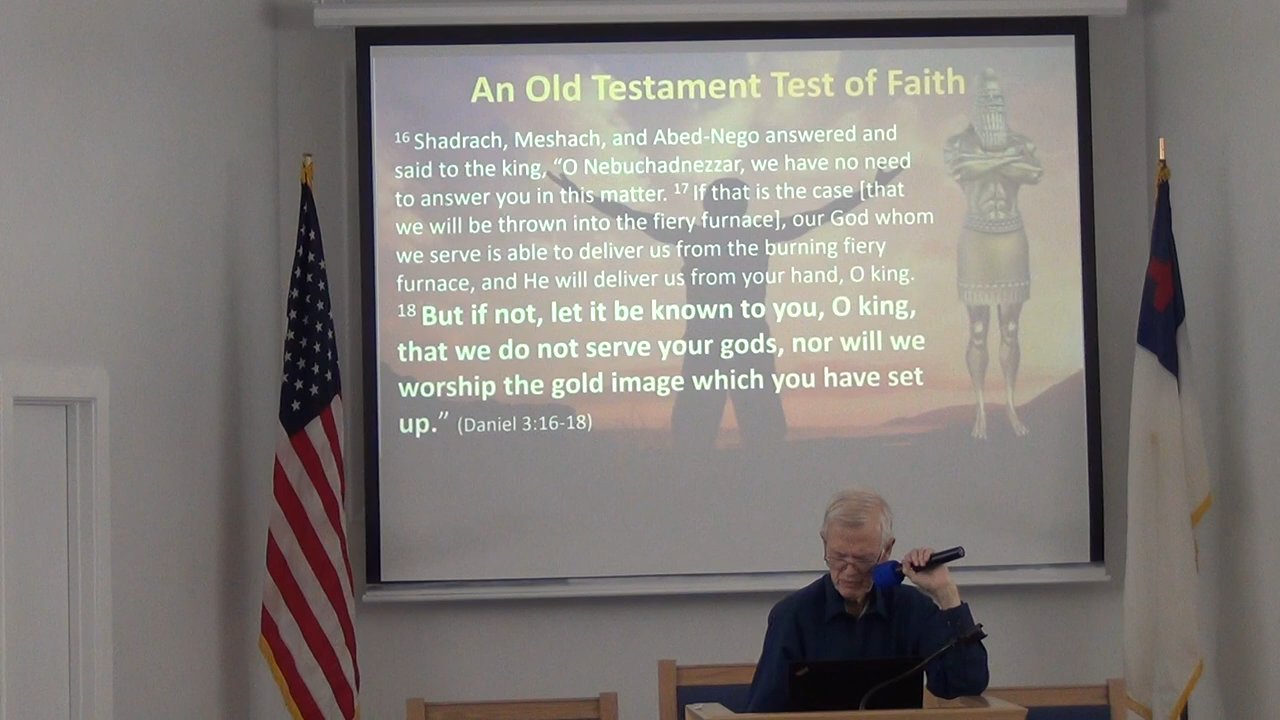 An Old Testament Test of Faith
16 Shadrach, Meshach, and Abed-Nego answered and
said to the king, “O Nebuchadnezzar, we have no need
to answer you in this matter. 17 If that is the case [that
we will be thrown into the fiery furnace], our God whom
we serve is able to deliver us from the burning fiery
furnace, and He will deliver us from your hand, O king.
18 But if not, let it be known to you, O king,
that we do not serve your gods, nor will we
worship the gold image which you have set
up.” (Daniel 3:16-18)